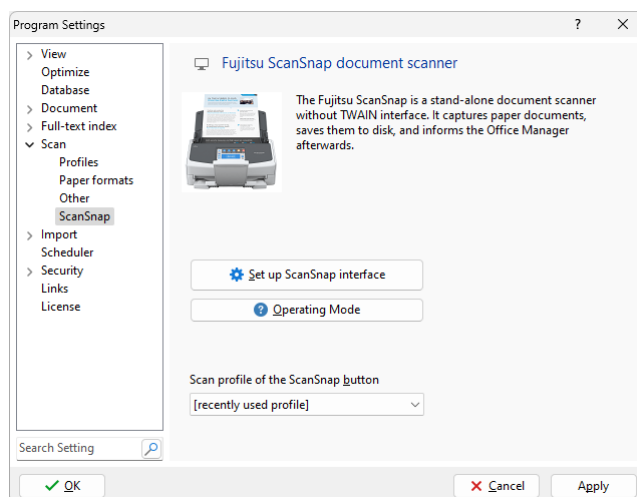 Program Settings
?
View
Optimize
Database
Document
Full-text index
Scan
Profiles
Paper formats
Other
ScanSnap
Import
Scheduler
Security
Links
License
Search Setting
Fujitsu ScanSnap document scanner
The Fujitsu ScanSnap is a stand-alone document scanner
without TWAIN interface. It captures paper documents,
saves them to disk, and informs the Office Manager
afterwards.
Set up ScanSnap interface
Operating Mode
Scan profile of the ScanSnap button
[recently used profile]
OK
Cancel
Apply